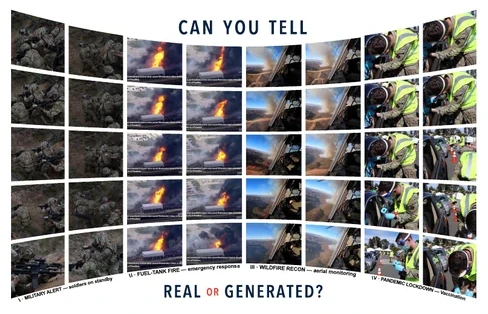 CAN YOU TELL
I - MILITARY ALERT — soldiers on standby
II - FUEL-TANK FIRE — emergency response
III - WILDFIRE RECON — aerial monitoring
IV - PANDEMIC LOCKDOWN — Vaccination
REAL OR GENERATED?